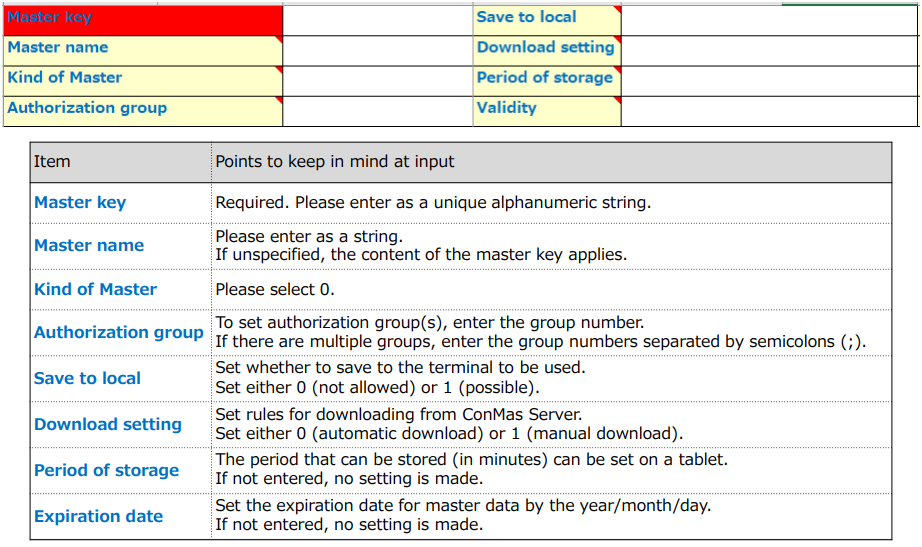 Master key Save to local
Master name Download setting
Kind of Master Period of storage
Authorization group Validity
Item Points to keep in mind at input
Master key Required. Please enter as a unique alphanumeric string.
Master name Please enter as a string.
If unspecified, the content of the master key applies.
Kind of Master Please select 0.
Authorization group To set authorization group(s), enter the group number.
If there are multiple groups, enter the group numbers separated by semicolons (;).
Save to local Set whether to save to the terminal to be used.
Set either 0 (not allowed) or 1 (possible).
Download setting Set rules for downloading from ConMas Server.
Set either 0 (automatic download) or 1 (manual download).
Period of storage The period that can be stored (in minutes) can be set on a tablet.
If not entered, no setting is made.
Expiration date Set the expiration date for master data by the year/month/day.
If not entered, no setting is made.